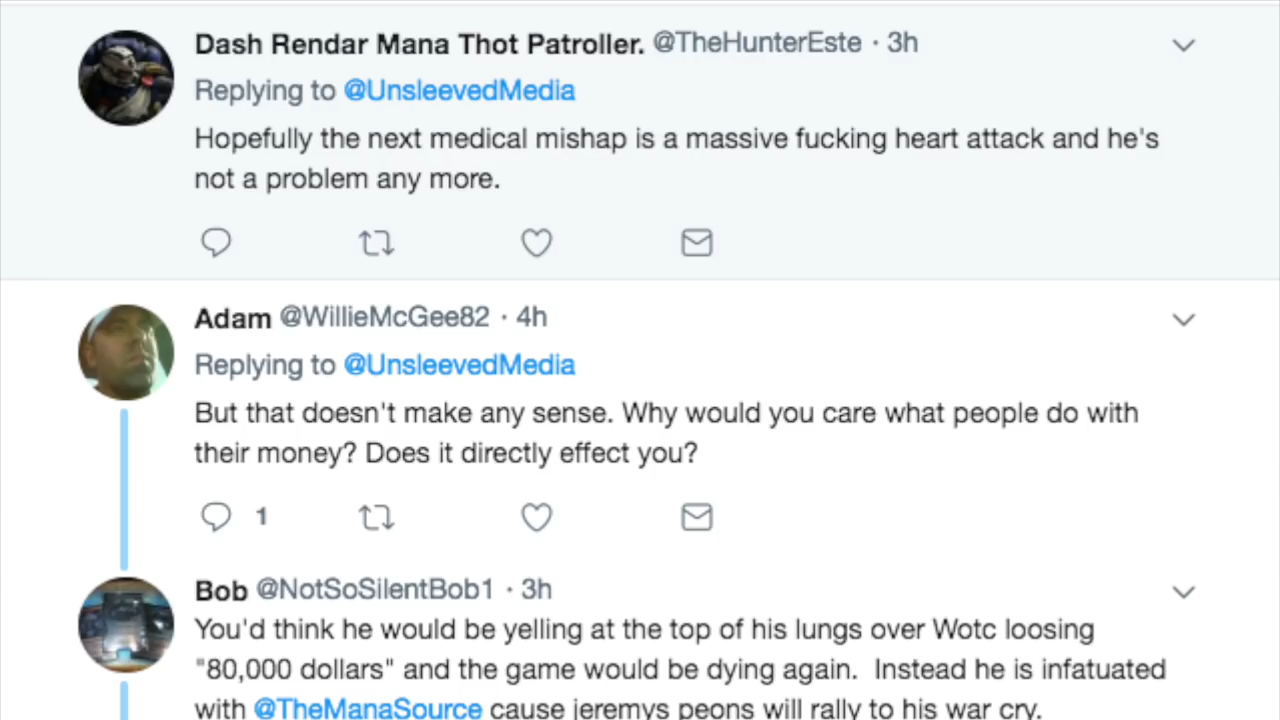 Dash Rendar Mana Thot Patroller. @TheHunterEste · 3h
Replying to @UnsleevedMedia
Hopefully the next medical mishap is a massive fucking heart attack and he's
not a problem any more.
Adam @WillieMcGee82 · 4h
Replying to @UnsleevedMedia
But that doesn't make any sense. Why would you care what people do with
their money? Does it directly effect you?
1
Bob @NotSoSilentBob1 · 3h
You'd think he would be yelling at the top of his lungs over Wotc loosing
"80,000 dollars" and the game would be dying again. Instead he is infatuated
with @TheManaSource cause jeremys peons will rally to his war cry.